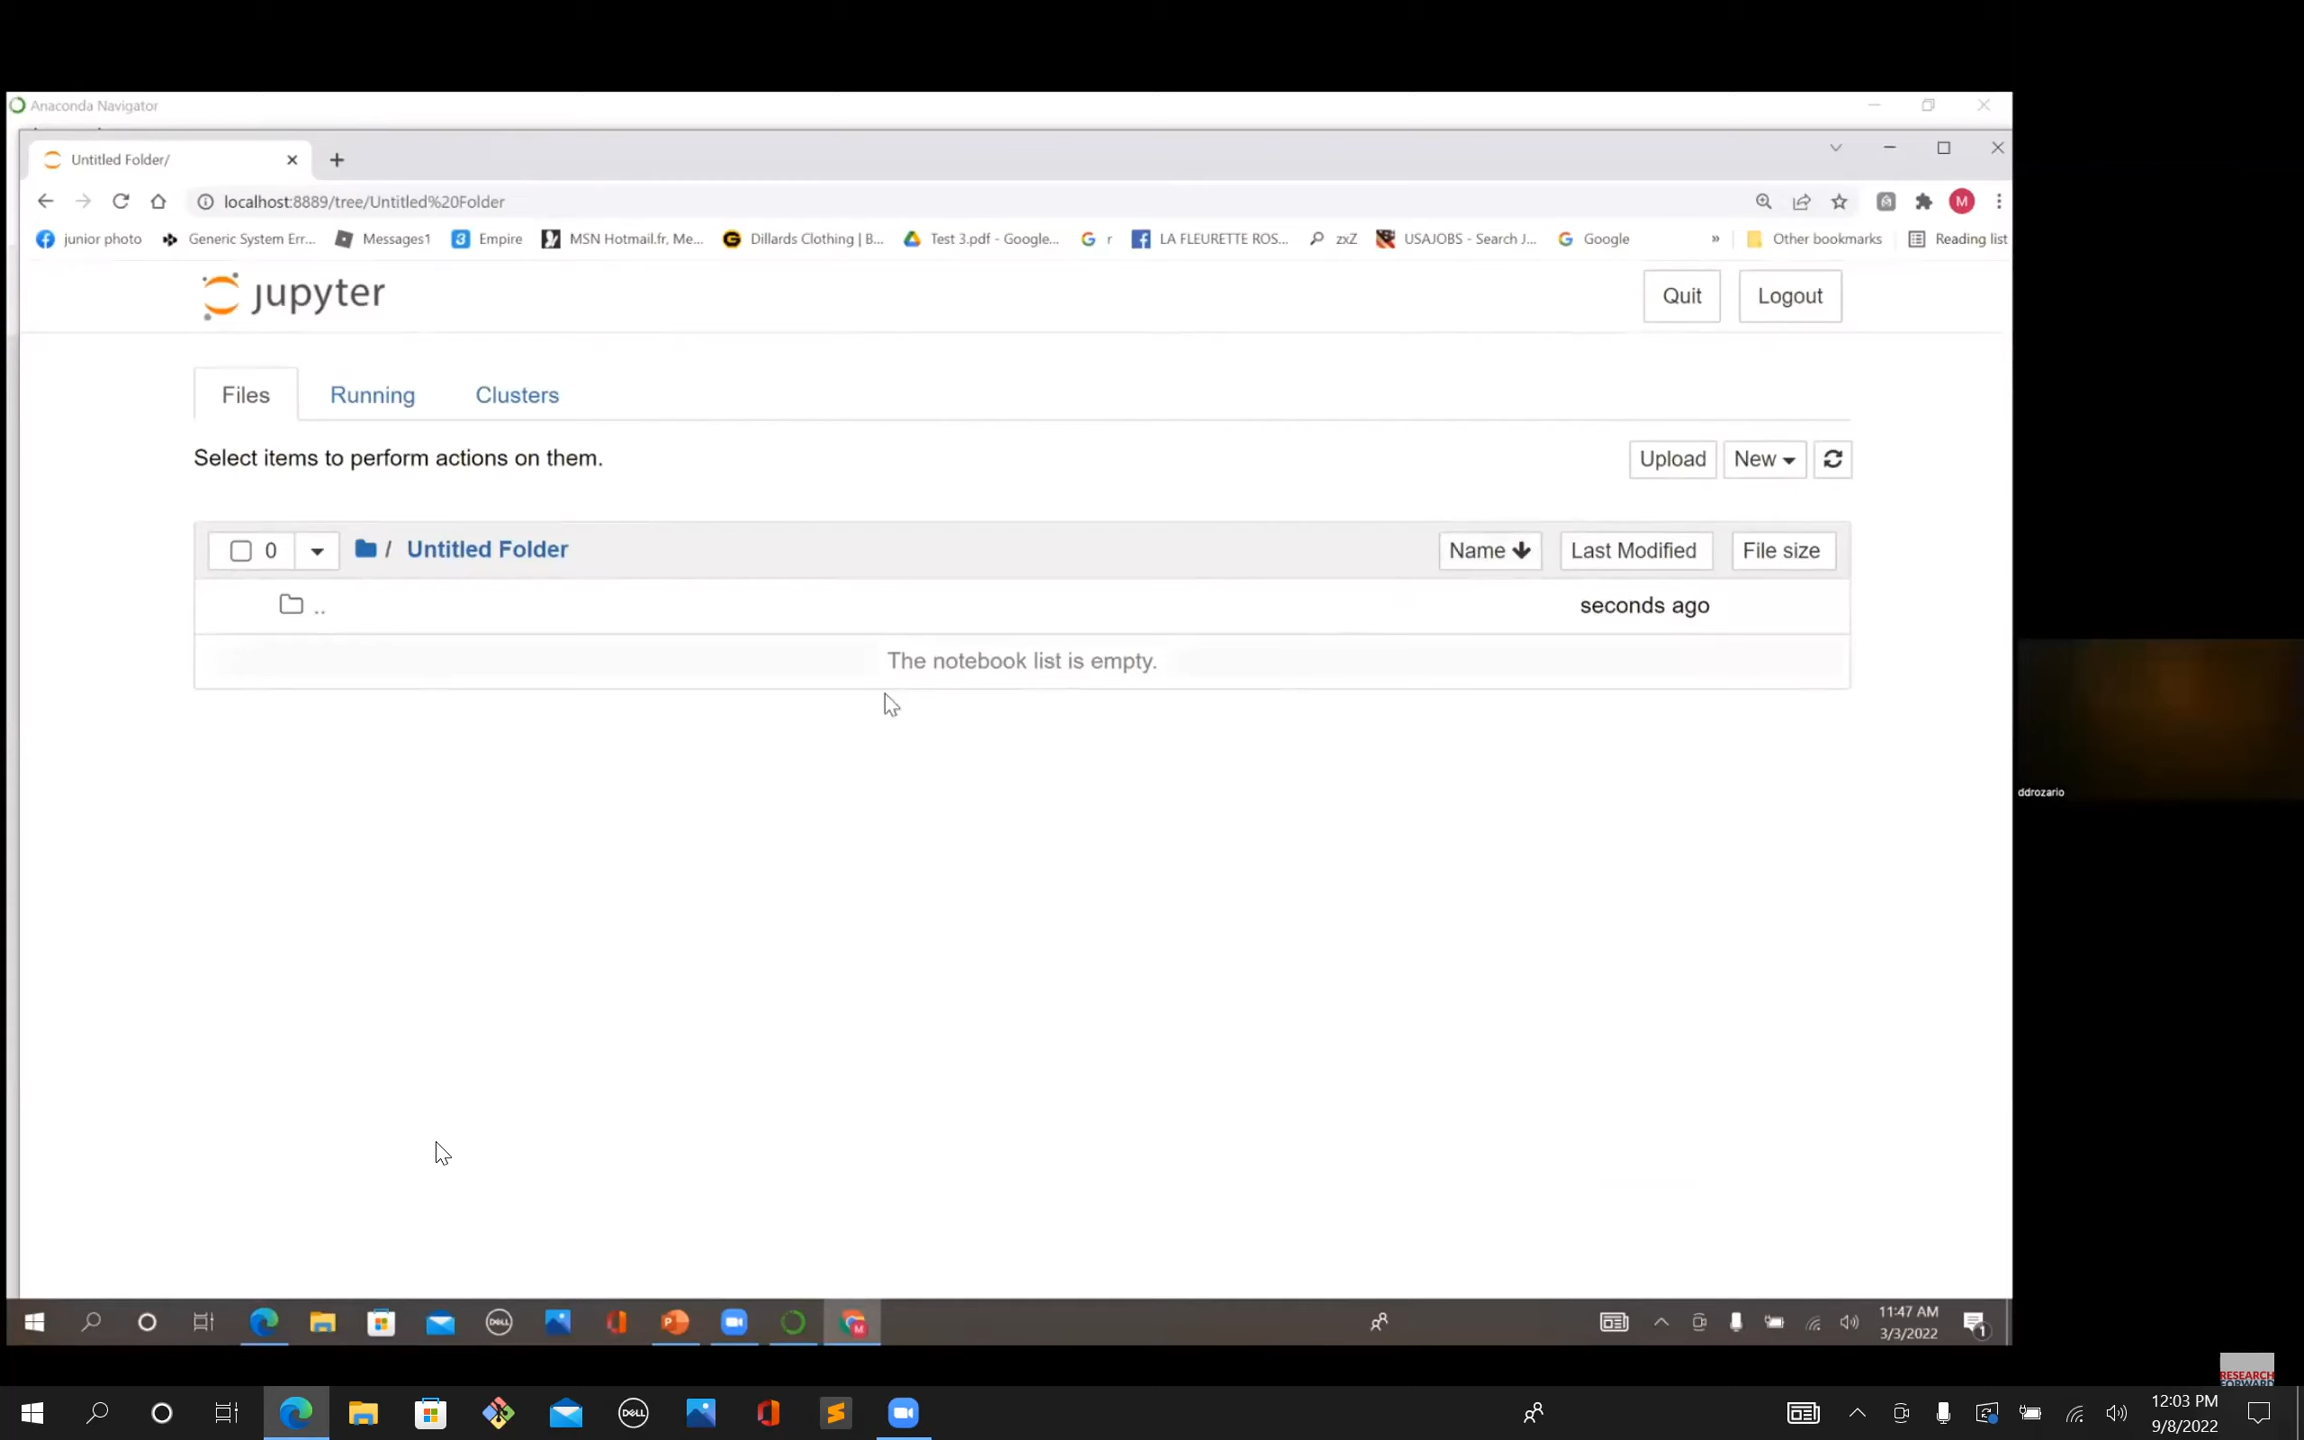 Anaconda Navigator
Untitled Folder/
localhost:8889/tree/Untitled%20Folder
M
junior photo Generic System Err... Messages1 Empire MSN Hotmail.fr, Me... Dillards Clothing | B... Test 3.pdf - Google... r LA FLEURETTE ROS... zxZ USAJOBS - Search J... Google » Other bookmarks Reading list
jupyter Quit Logout
Files Running Clusters
Select items to perform actions on them. Upload New
0 / Untitled Folder Name Last Modified File size
.. seconds ago
The notebook list is empty.
ddrozario
11:47 AM
3/3/2022
1
RESEARCH
FORWARD
12:03 PM
9/8/2022